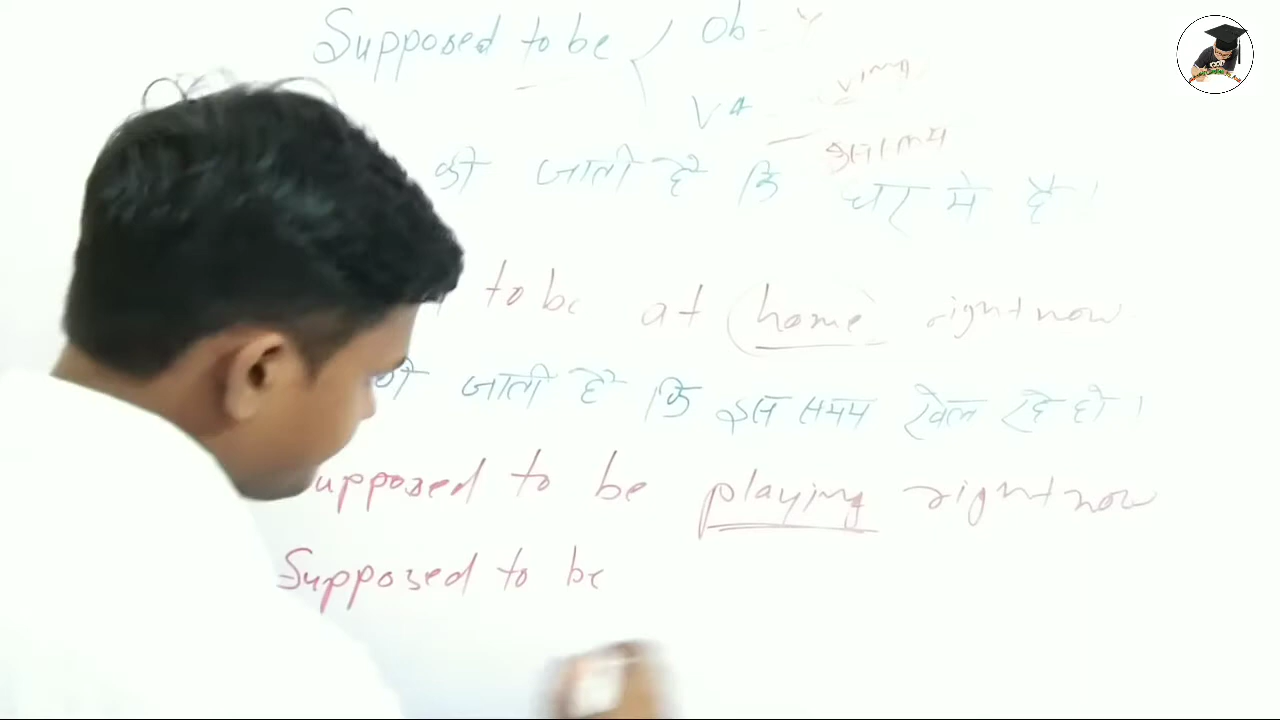 Supposed to be Ob-
V4
की जाती है कि घर में है।
to be at home right now
की जाती है कि इस समय खेल रहे हो।
Supposed to be playing right now
Supposed to be